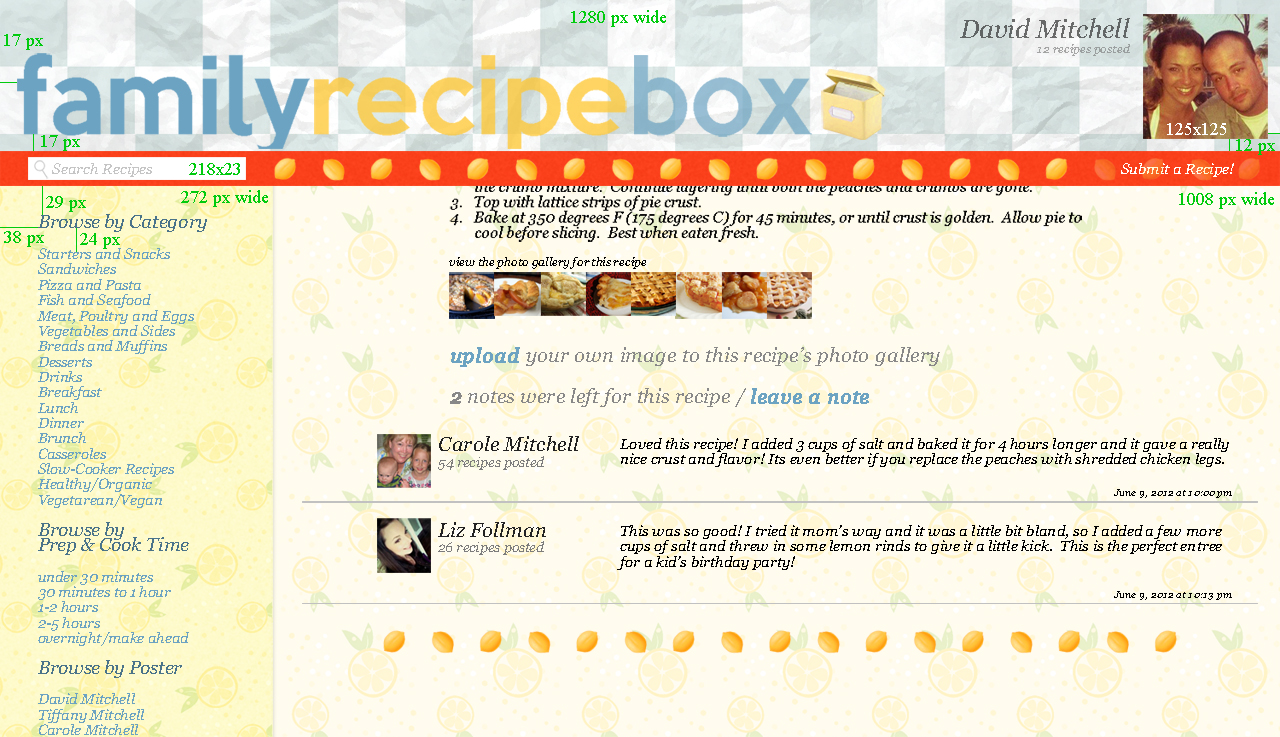 1280 px wide
David Mitchell
12 recipes posted
17 px
familyrecipebox
125x125
17 px
12 px
Search Recipes
218x23
Submit a Recipe!
29 px
272 px wide
1008 px wide
38 px
24 px
Browse by Category
Starters and Snacks
Sandwiches
Pizza and Pasta
Fish and Seafood
Meat, Poultry and Eggs
Vegetables and Sides
Breads and Muffins
Desserts
Drinks
Breakfast
Lunch
Dinner
Brunch
Casseroles
Slow-Cooker Recipes
Healthy/Organic
Vegetarean/Vegan
Browse by
Prep & Cook Time
under 30 minutes
30 minutes to 1 hour
1-2 hours
2-5 hours
overnight/make ahead
Browse by Poster
David Mitchell
Tiffany Mitchell
Carole Mitchell
the crumb mixture. Continue layering until both the peaches and crumbs are gone.
3. Top with lattice strips of pie crust.
4. Bake at 350 degrees F (175 degrees C) for 45 minutes, or until crust is golden. Allow pie to
cool before slicing. Best when eaten fresh.
view the photo gallery for this recipe
upload your own image to this recipe's photo gallery
2 notes were left for this recipe / leave a note
Carole Mitchell
54 recipes posted
Loved this recipe! I added 3 cups of salt and baked it for 4 hours longer and it gave a really
nice crust and flavor! Its even better if you replace the peaches with shredded chicken legs.
June 9, 2012 at 10:00pm
Liz Follman
26 recipes posted
This was so good! I tried it mom's way and it was a little bit bland, so I added a few more
cups of salt and threw in some lemon rinds to give it a little kick. This is the perfect entree
for a kid's birthday party!
June 9, 2012 at 10:13 pm